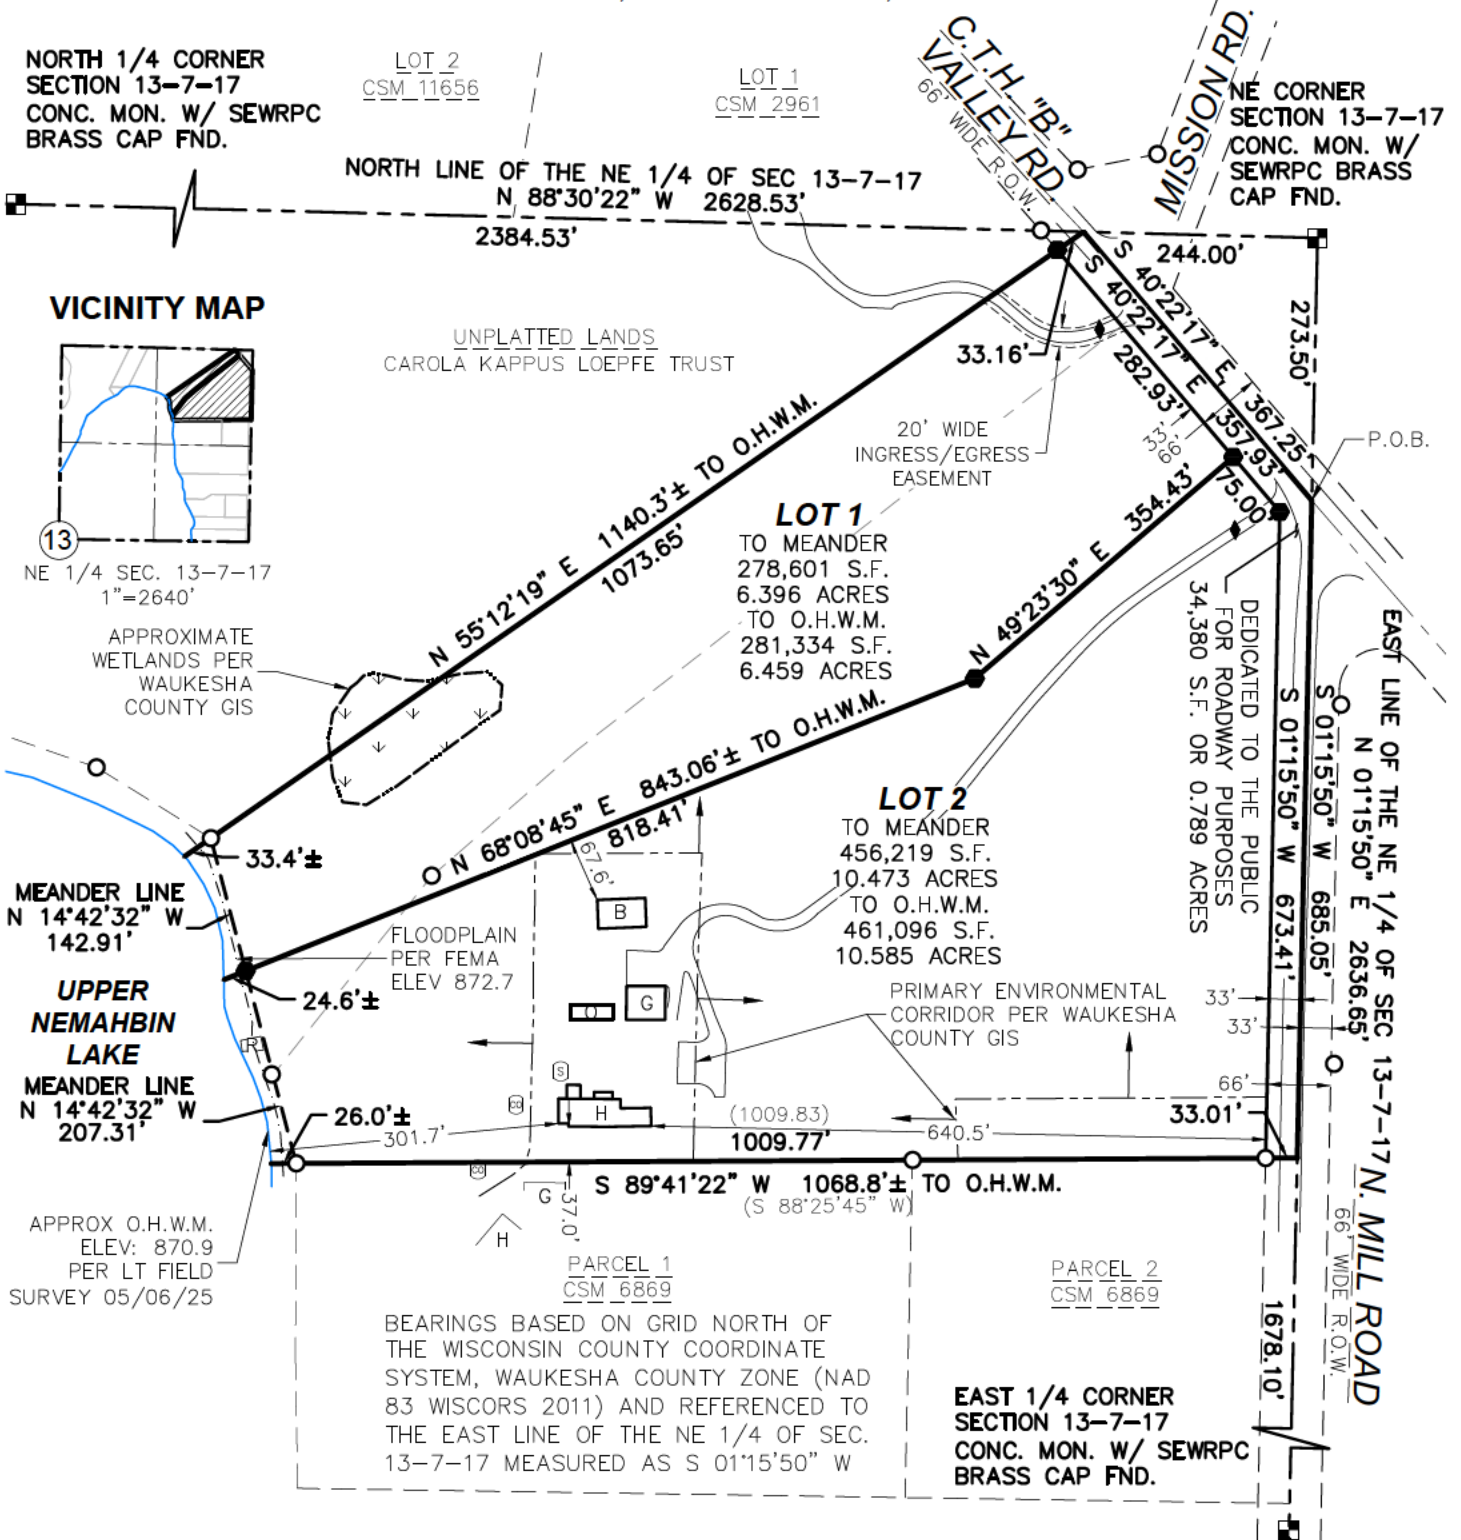 NORTH 1/4 CORNER
SECTION 13-7-17
CONC. MON. W/ SEWRPC
BRASS CAP FND.
LOT 2
CSM 11656
LOT 1
CSM 2961
C.T.H. "B"
VALLEY RD.
66' WIDE R.O.W.
MISSION RD.
NE CORNER
SECTION 13-7-17
CONC. MON. W/
SEWRPC BRASS
CAP FND.
NORTH LINE OF THE NE 1/4 OF SEC 13-7-17
N 88°30'22" W 2628.53'
2384.53'
244.00'
273.50'
VICINITY MAP
13
NE 1/4 SEC. 13-7-17
1"=2640'
UNPLATTED LANDS
CAROLA KAPPUS LOEPFE TRUST
33.16'
S 40°22'17" E 367.25'
S 40°22'17" E 357.93'
282.93'
75.00'
33'
66'
P.O.B.
20' WIDE
INGRESS/EGRESS
EASEMENT
N 55°12'19" E 1140.3'± TO O.H.W.M.
1073.65'
LOT 1
TO MEANDER
278,601 S.F.
6.396 ACRES
TO O.H.W.M.
281,334 S.F.
6.459 ACRES
N 49°23'30" E 354.43'
APPROXIMATE
WETLANDS PER
WAUKESHA
COUNTY GIS
DEDICATED TO THE PUBLIC
FOR ROADWAY PURPOSES
34,380 S.F. OR 0.789 ACRES
S 01°15'50" W 673.41'
S 01°15'50" W 685.05'
EAST LINE OF THE NE 1/4 OF SEC 13-7-17
N 01°15'50" E 2636.65'
N 68°08'45" E 843.06'± TO O.H.W.M.
818.41'
LOT 2
TO MEANDER
456,219 S.F.
10.473 ACRES
TO O.H.W.M.
461,096 S.F.
10.585 ACRES
33.4'±
MEANDER LINE
N 14°42'32" W
142.91'
67.6'
B
FLOODPLAIN
PER FEMA
ELEV 872.7
24.6'±
G
UPPER
NEMAHBIN
LAKE
PRIMARY ENVIRONMENTAL
CORRIDOR PER WAUKESHA
COUNTY GIS
33'
33'
66'
MEANDER LINE
N 14°42'32" W
207.31'
S
H
26.0'±
301.7'
(1009.83)
1009.77'
640.5'
33.01'
S 89°41'22" W 1068.8'± TO O.H.W.M.
(S 88°25'45" W)
G
37.0'
H
APPROX O.H.W.M.
ELEV: 870.9
PER LT FIELD
SURVEY 05/06/25
PARCEL 1
CSM 6869
PARCEL 2
CSM 6869
N. MILL ROAD
66' WIDE R.O.W.
1678.10'
BEARINGS BASED ON GRID NORTH OF
THE WISCONSIN COUNTY COORDINATE
SYSTEM, WAUKESHA COUNTY ZONE (NAD
83 WISCORS 2011) AND REFERENCED TO
THE EAST LINE OF THE NE 1/4 OF SEC.
13-7-17 MEASURED AS S 01°15'50" W
EAST 1/4 CORNER
SECTION 13-7-17
CONC. MON. W/ SEWRPC
BRASS CAP FND.